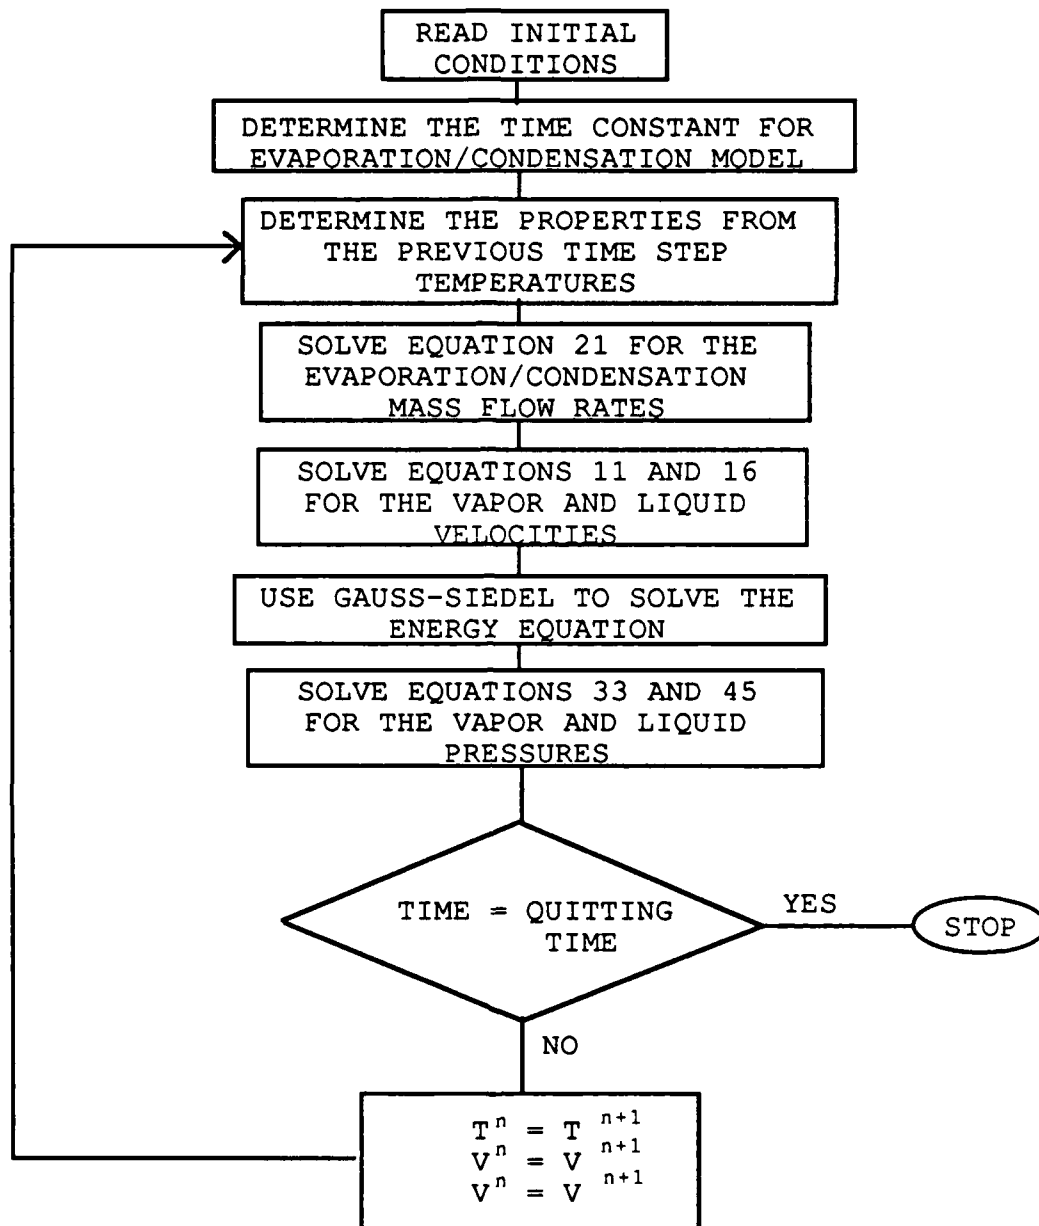 READ INITIAL
CONDITIONS
DETERMINE THE TIME CONSTANT FOR
EVAPORATION/CONDENSATION MODEL
DETERMINE THE PROPERTIES FROM
THE PREVIOUS TIME STEP
TEMPERATURES
SOLVE EQUATION 21 FOR THE
EVAPORATION/CONDENSATION
MASS FLOW RATES
SOLVE EQUATIONS 11 AND 16
FOR THE VAPOR AND LIQUID
VELOCITIES
USE GAUSS-SIEDEL TO SOLVE THE
ENERGY EQUATION
SOLVE EQUATIONS 33 AND 45
FOR THE VAPOR AND LIQUID
PRESSURES
TIME = QUITTING
TIME
YES
STOP
NO
T^n = T^{n+1}
V^n = V^{n+1}
V^n = V^{n+1}